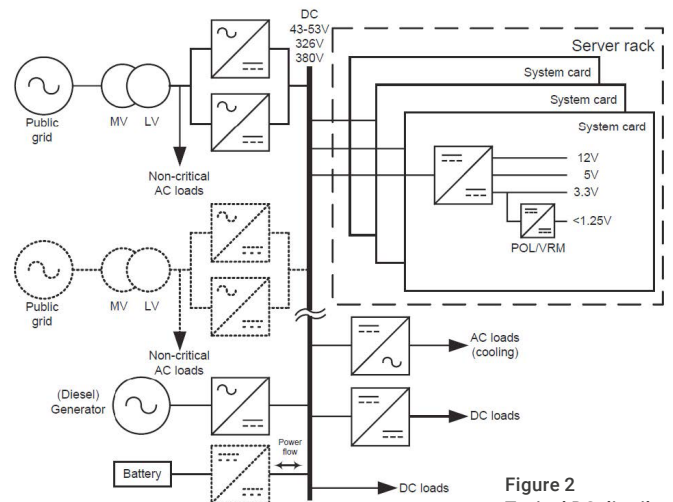 DC
43-53V
326V
380V
Server rack
System card
System card
System card
12V
5V
3.3V
<1.25V
POL/VRM
Public
grid
MV
LV
Non-critical
AC loads
Public
grid
MV
LV
Non-critical
AC loads
AC loads
(cooling)
(Diesel)
Generator
DC loads
Power
flow
Battery
DC loads
Figure 2